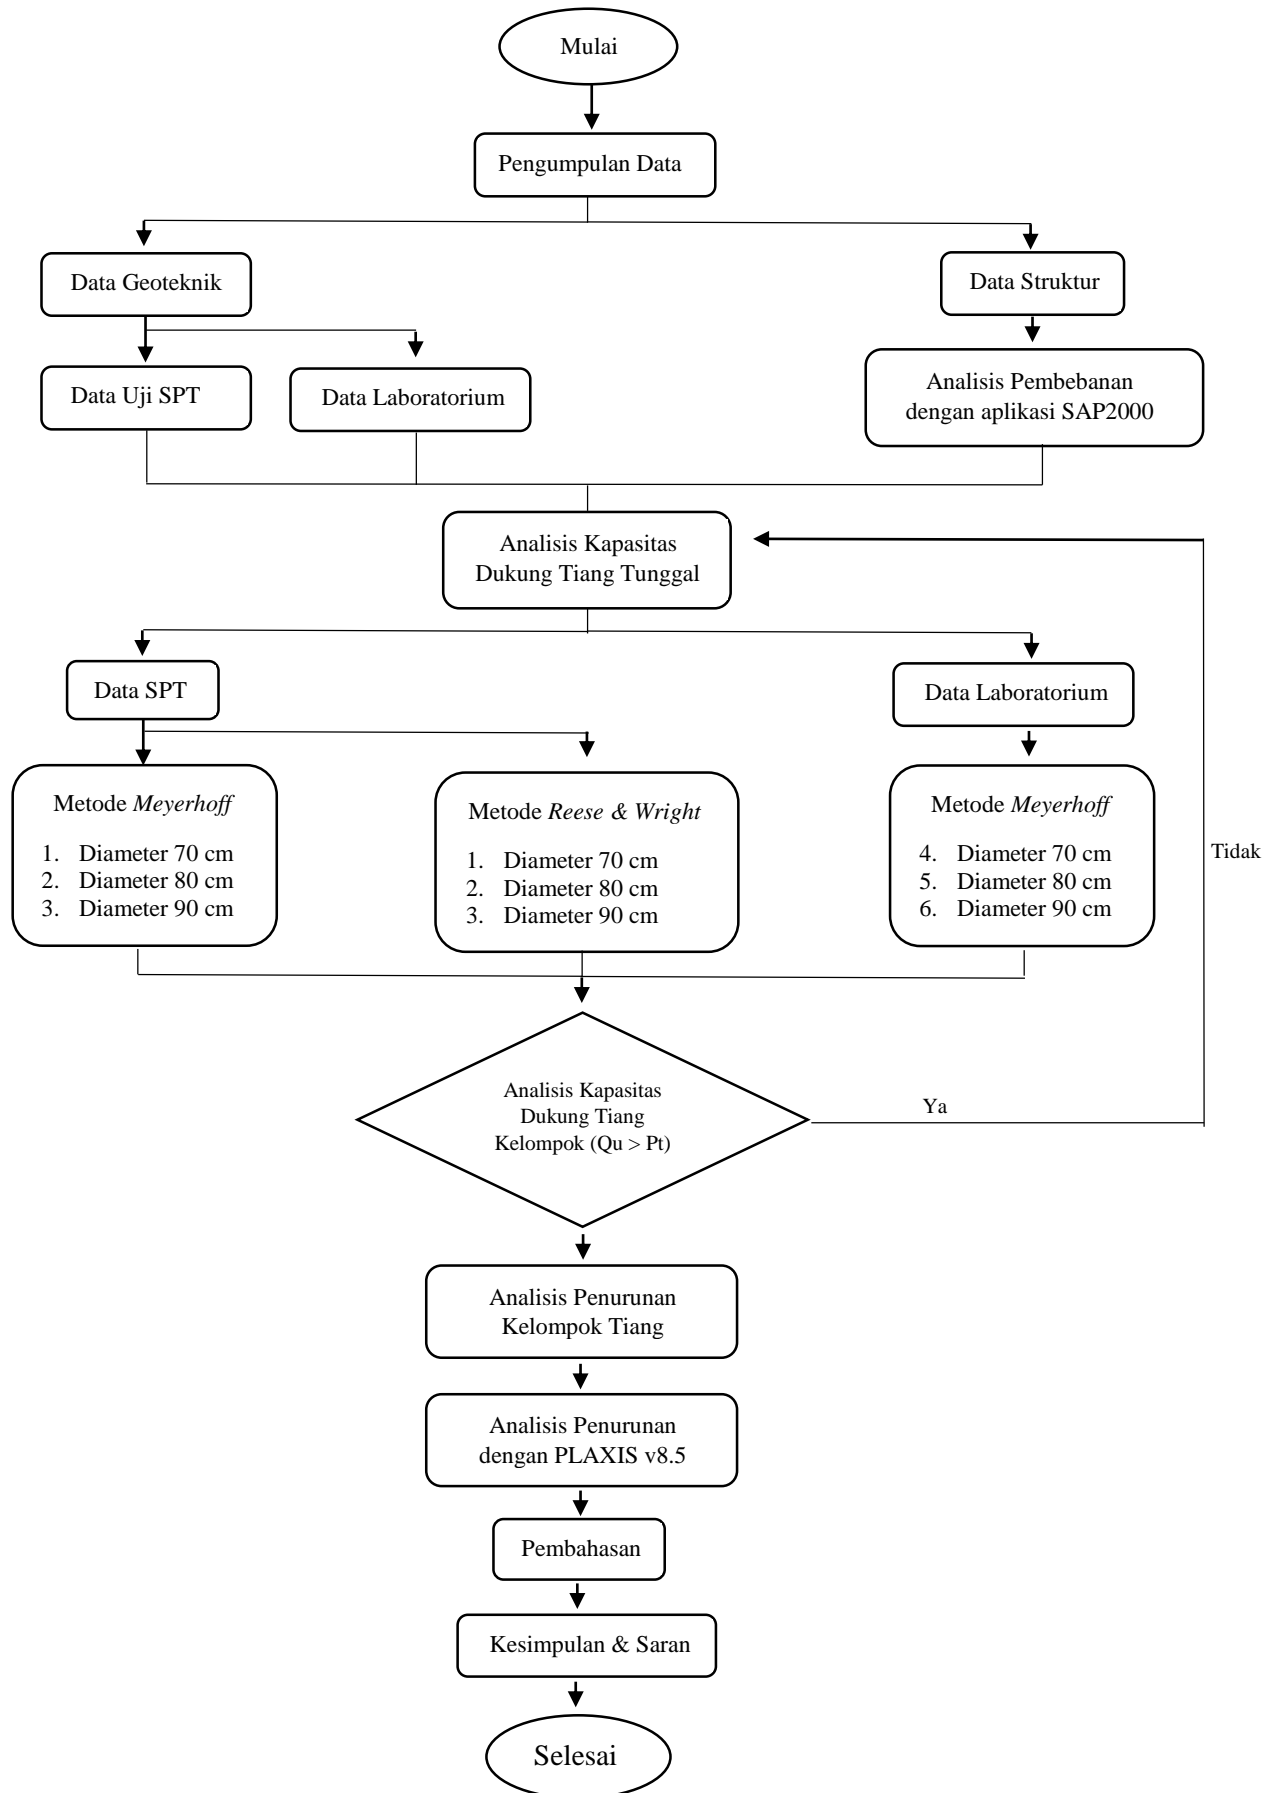 Mulai
Pengumpulan Data
Data Geoteknik
Data Struktur
Data Uji SPT
Data Laboratorium
Analisis Pembebanan
dengan aplikasi SAP2000
Analisis Kapasitas
Dukung Tiang Tunggal
Data SPT
Data Laboratorium
Metode Meyerhoff
1. Diameter 70 cm
2. Diameter 80 cm
3. Diameter 90 cm
Metode Reese & Wright
1. Diameter 70 cm
2. Diameter 80 cm
3. Diameter 90 cm
Metode Meyerhoff
4. Diameter 70 cm
5. Diameter 80 cm
6. Diameter 90 cm
Tidak
Analisis Kapasitas
Dukung Tiang
Kelompok (Qu > Pt)
Ya
Analisis Penurunan
Kelompok Tiang
Analisis Penurunan
dengan PLAXIS v8.5
Pembahasan
Kesimpulan & Saran
Selesai